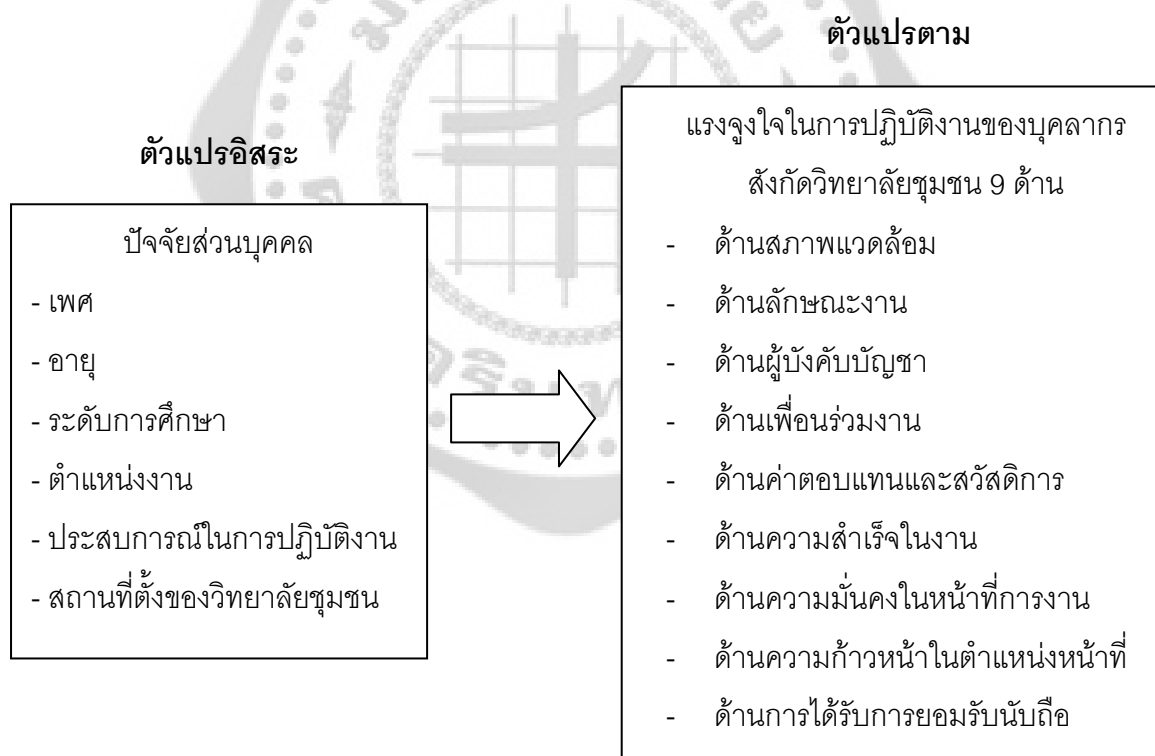 ตัวแปรอิสระ
ปัจจัยส่วนบุคคล
- เพศ
- อายุ
- ระดับการศึกษา
- ตำแหน่งงาน
- ประสบการณ์ในการปฏิบัติงาน
- สถานที่ตั้งของวิทยาลัยชุมชน
ตัวแปรตาม
แรงจูงใจในการปฏิบัติงานของบุคลากร
สังกัดวิทยาลัยชุมชน 9 ด้าน
- ด้านสภาพแวดล้อม
- ด้านลักษณะงาน
- ด้านผู้บังคับบัญชา
- ด้านเพื่อนร่วมงาน
- ด้านค่าตอบแทนและสวัสดิการ
- ด้านความสำเร็จในงาน
- ด้านความมั่นคงในหน้าที่การงาน
- ด้านความก้าวหน้าในตำแหน่งหน้าที่
- ด้านการได้รับการยอมรับนับถือ